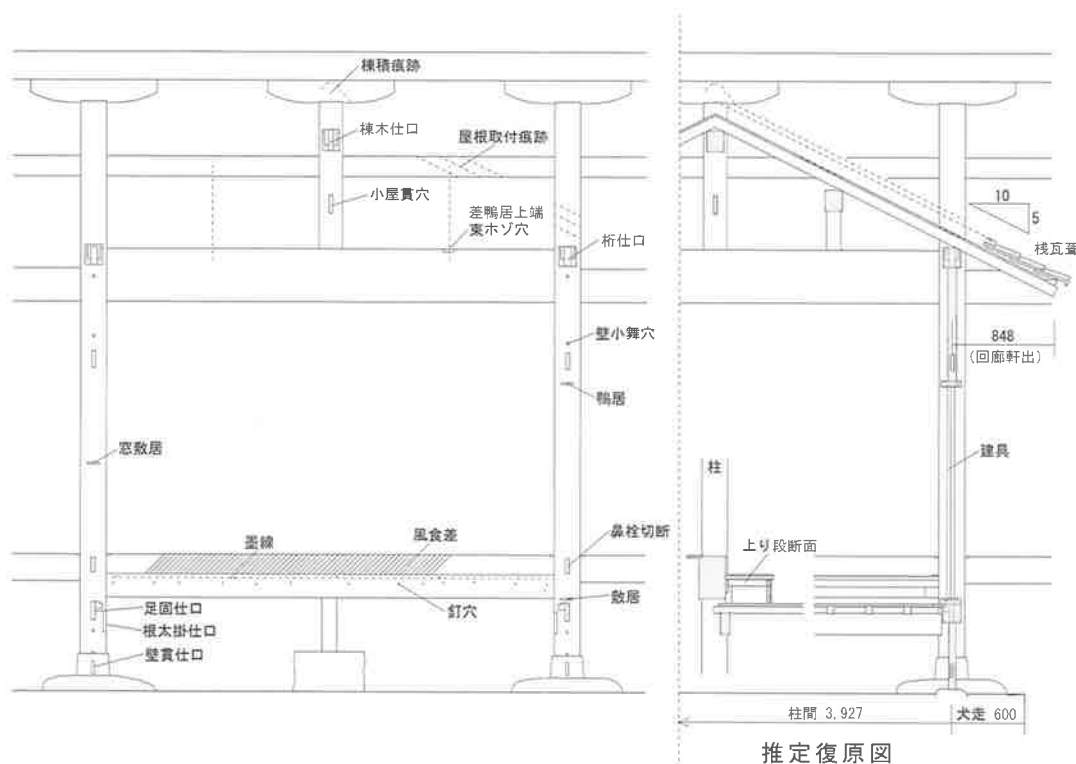 棟積痕跡
棟木仕口
屋根取付痕跡
小屋貫穴
差鴨居上端
束ホゾ穴
桁仕口
壁小舞穴
鴨居
窓敷居
墨線
風食差
鼻栓切断
足固仕口
釘穴
敷居
根太掛仕口
壁貫仕口
10
5
桟瓦葺
848
(回廊軒出)
建具
柱
上り段断面
柱間 3,927
犬走 600
推定復原図